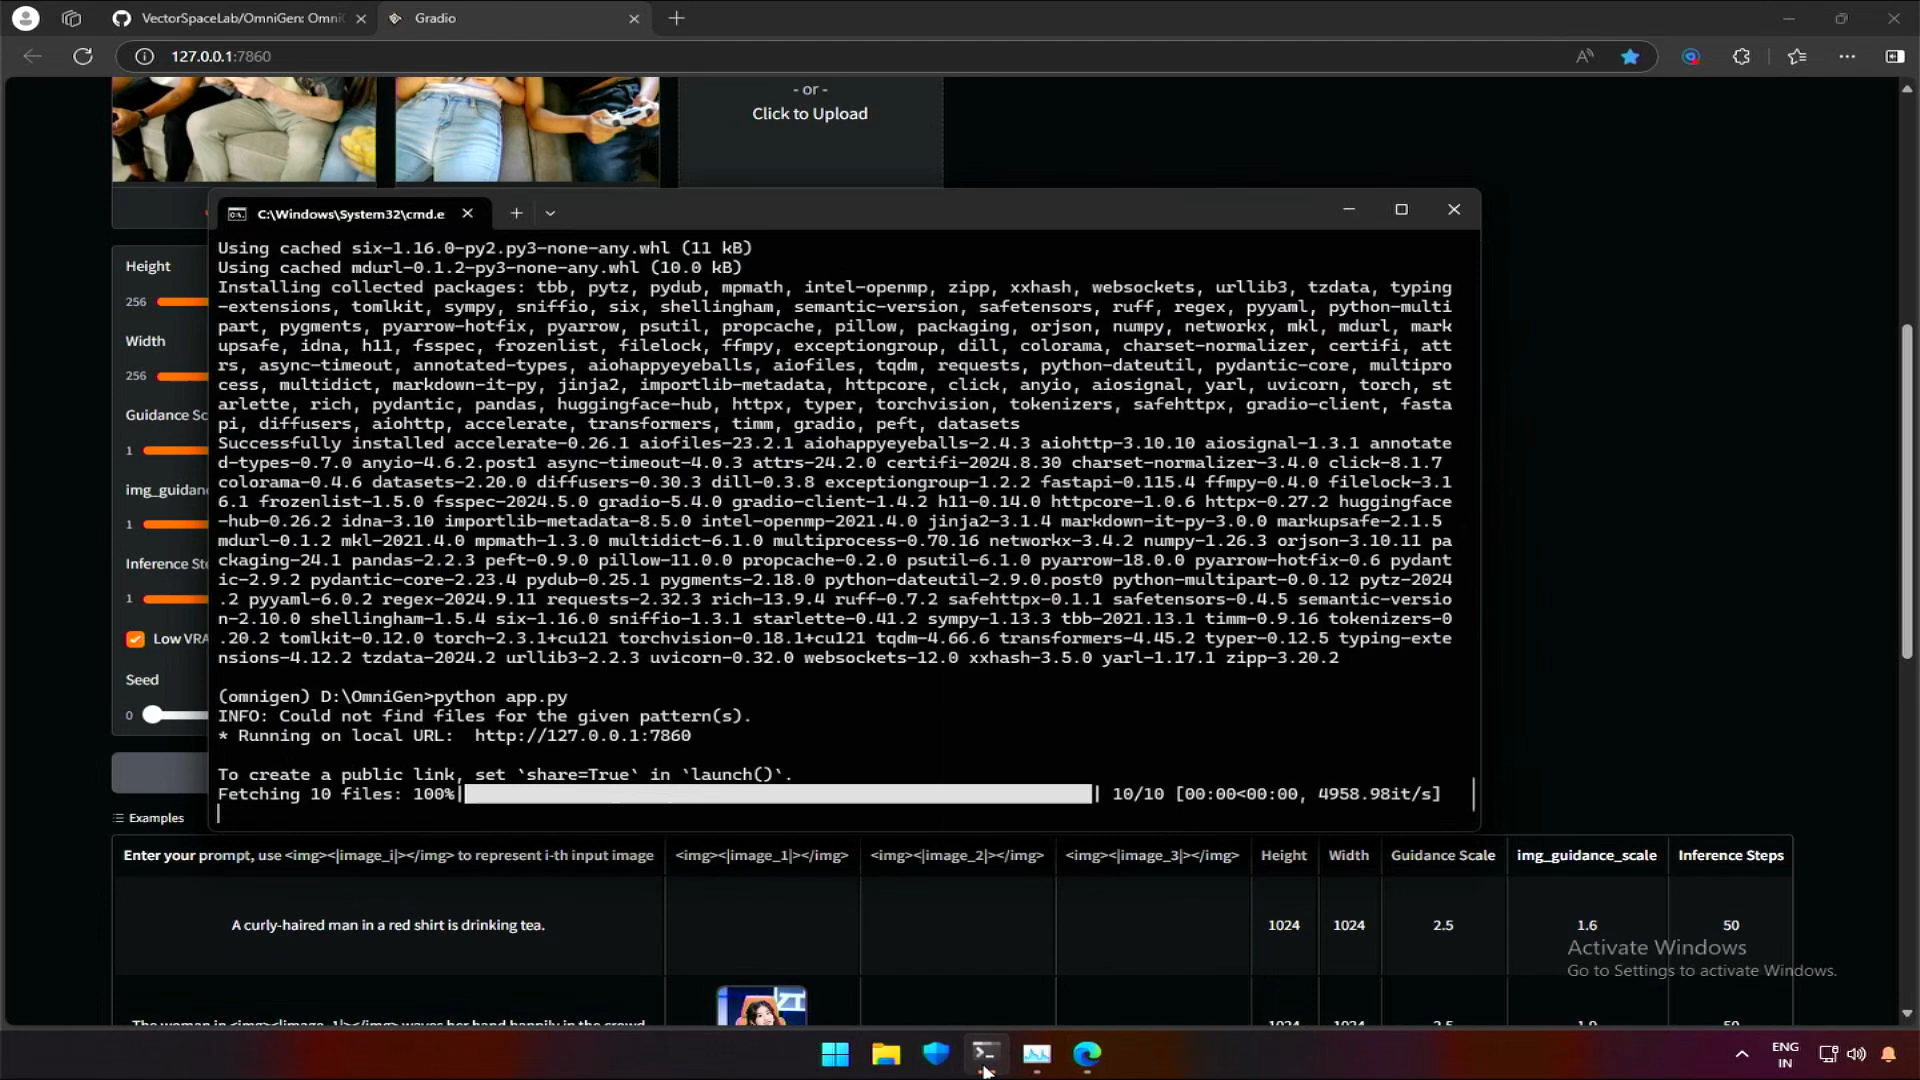 VectorSpaceLab/OmniGen: Omni
Gradio
127.0.0.1:7860
- or -
Click to Upload
C:\Windows\System32\cmd.e
Using cached six-1.16.0-py2.py3-none-any.whl (11 kB)
Using cached mdurl-0.1.2-py3-none-any.whl (10.0 kB)
Installing collected packages: tbb, pytz, pydub, mpmath, intel-openmp, zipp, xxhash, websockets, urllib3, tzdata, typing
-extensions, tomlkit, sympy, sniffio, six, shellingham, semantic-version, safetensors, ruff, regex, pyyaml, python-multi
part, pygments, pyarrow-hotfix, pyarrow, psutil, propcache, pillow, packaging, orjson, numpy, networkx, mkl, mdurl, mark
upsafe, idna, h11, fsspec, frozenlist, filelock, ffmpy, exceptiongroup, dill, colorama, charset-normalizer, certifi, att
rs, async-timeout, annotated-types, aiohappyeyeballs, aiofiles, tqdm, requests, python-dateutil, pydantic-core, multipro
cess, multidict, markdown-it-py, jinja2, importlib-metadata, httpcore, click, anyio, aiosignal, yarl, uvicorn, torch, st
arlette, rich, pydantic, pandas, huggingface-hub, httpx, typer, torchvision, tokenizers, safehttpx, gradio-client, fasta
pi, diffusers, aiohttp, accelerate, transformers, timm, gradio, peft, datasets
Successfully installed accelerate-0.26.1 aiofiles-23.2.1 aiohappyeyeballs-2.4.3 aiohttp-3.10.10 aiosignal-1.3.1 annotate
d-types-0.7.0 anyio-4.6.2.post1 async-timeout-4.0.3 attrs-24.2.0 certifi-2024.8.30 charset-normalizer-3.4.0 click-8.1.7
colorama-0.4.6 datasets-2.20.0 diffusers-0.30.3 dill-0.3.8 exceptiongroup-1.2.2 fastapi-0.115.4 ffmpy-0.4.0 filelock-3.1
6.1 frozenlist-1.5.0 fsspec-2024.5.0 gradio-5.4.0 gradio-client-1.4.2 h11-0.14.0 httpcore-1.0.6 httpx-0.27.2 huggingface
-hub-0.26.2 idna-3.10 importlib-metadata-8.5.0 intel-openmp-2021.4.0 jinja2-3.1.4 markdown-it-py-3.0.0 markupsafe-2.1.5
mdurl-0.1.2 mkl-2021.4.0 mpmath-1.3.0 multidict-6.1.0 multiprocess-0.70.16 networkx-3.4.2 numpy-1.26.3 orjson-3.10.11 pa
ckaging-24.1 pandas-2.2.3 peft-0.9.0 pillow-11.0.0 propcache-0.2.0 psutil-6.1.0 pyarrow-18.0.0 pyarrow-hotfix-0.6 pydant
ic-2.9.2 pydantic-core-2.23.4 pydub-0.25.1 pygments-2.18.0 python-dateutil-2.9.0.post0 python-multipart-0.0.12 pytz-2024
.2 pyyaml-6.0.2 regex-2024.9.11 requests-2.32.3 rich-13.9.4 ruff-0.7.2 safehttpx-0.1.1 safetensors-0.4.5 semantic-versio
n-2.10.0 shellingham-1.5.4 six-1.16.0 sniffio-1.3.1 starlette-0.41.2 sympy-1.13.3 tbb-2021.13.1 timm-0.9.16 tokenizers-0
.20.2 tomlkit-0.12.0 torch-2.3.1+cu121 torchvision-0.18.1+cu121 tqdm-4.66.6 transformers-4.45.2 typer-0.12.5 typing-exte
nsions-4.12.2 tzdata-2024.2 urllib3-2.2.3 uvicorn-0.32.0 websockets-12.0 xxhash-3.5.0 yarl-1.17.1 zipp-3.20.2
(omnigen) D:\OmniGen>python app.py
INFO: Could not find files for the given pattern(s).
* Running on local URL:  http://127.0.0.1:7860
To create a public link, set `share=True` in `launch()`.
Fetching 10 files: 100%| | 10/10 [00:00<00:00, 4958.98it/s]
Height
256
Width
256
Guidance Sc
1
img_guidan
1
Inference Ste
1
Low VRA
Seed
0
Examples
Enter your prompt, use <img><|image_i|></img> to represent i-th input image <img><|image_1|></img> <img><|image_2|></img> <img><|image_3|></img> Height Width Guidance Scale img_guidance_scale Inference Steps
A curly-haired man in a red shirt is drinking tea. 1024 1024 2.5 1.6 50
The woman in <img><|image_1|></img> waves her hand happily in the crowd 1024 1024 2.5 1.9 50
Activate Windows
Go to Settings to activate Windows.
ENG
IN